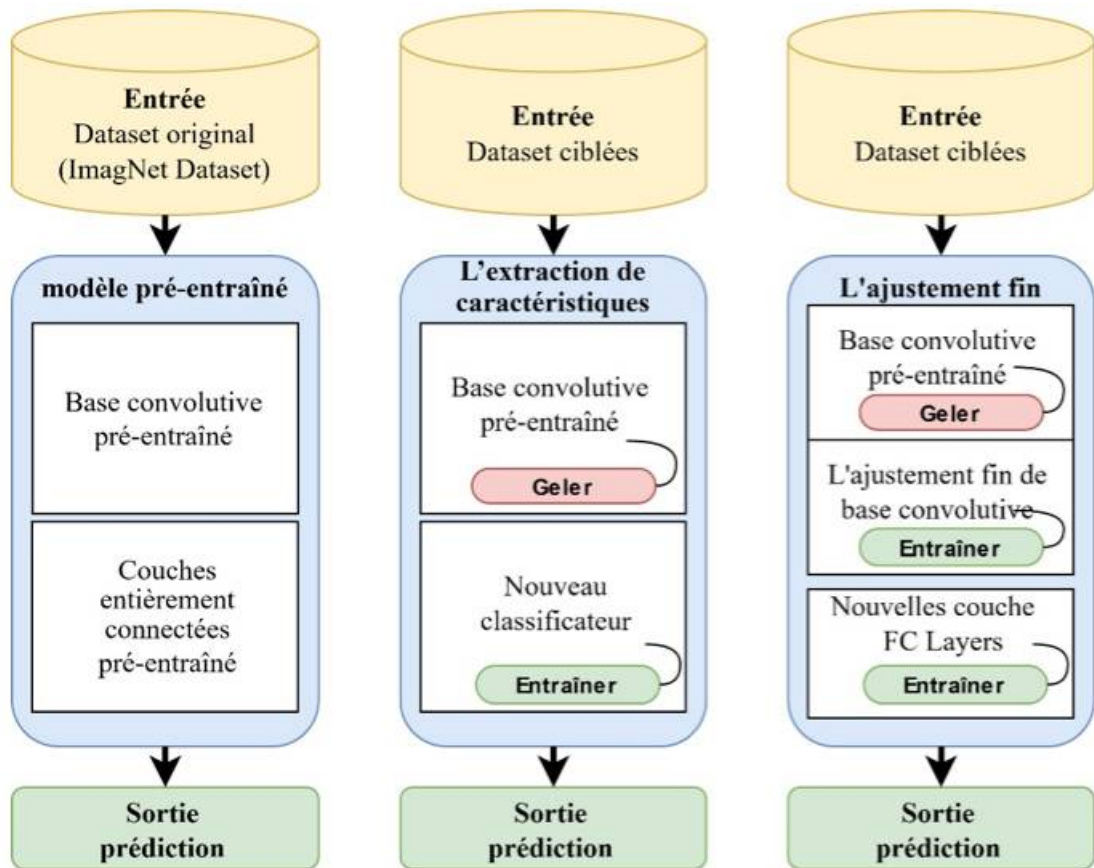 Entrée
Dataset original
(ImagNet Dataset)
modèle pré-entraîné
Base convolutive
pré-entraîné
Couches
entièrement
connectées
pré-entraîné
Sortie
prédiction
Entrée
Dataset ciblées
L'extraction de
caractéristiques
Base convolutive
pré-entraîné
Geler
Nouveau
classificateur
Entraîner
Sortie
prédiction
Entrée
Dataset ciblées
L'ajustement fin
Base convolutive
pré-entraîné
Geler
L'ajustement fin de
base convolutive
Entraîner
Nouvelles couche
FC Layers
Entraîner
Sortie
prédiction